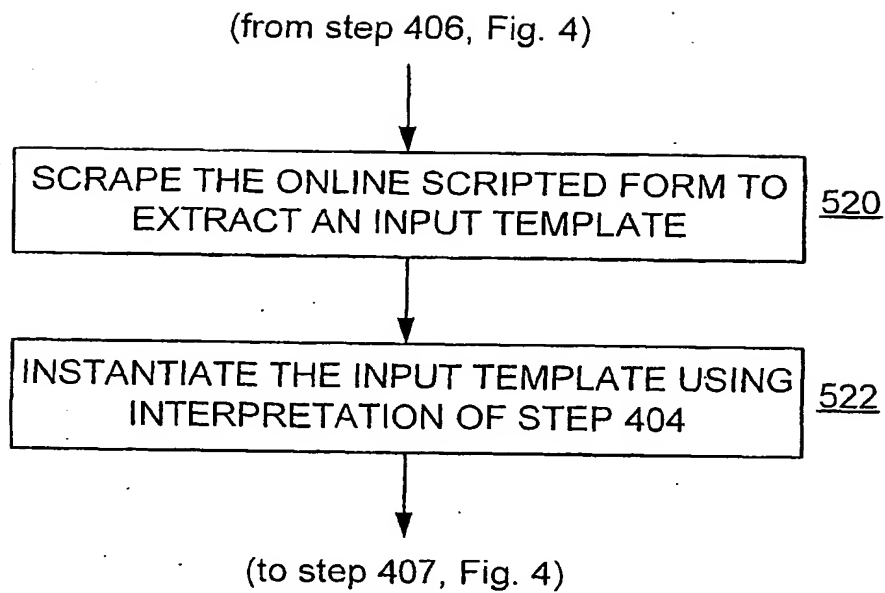 (from step 406, Fig. 4)
SCRAPE THE ONLINE SCRIPTED FORM TO
EXTRACT AN INPUT TEMPLATE
520
INSTANTIATE THE INPUT TEMPLATE USING
INTERPRETATION OF STEP 404
522
(to step 407, Fig. 4)